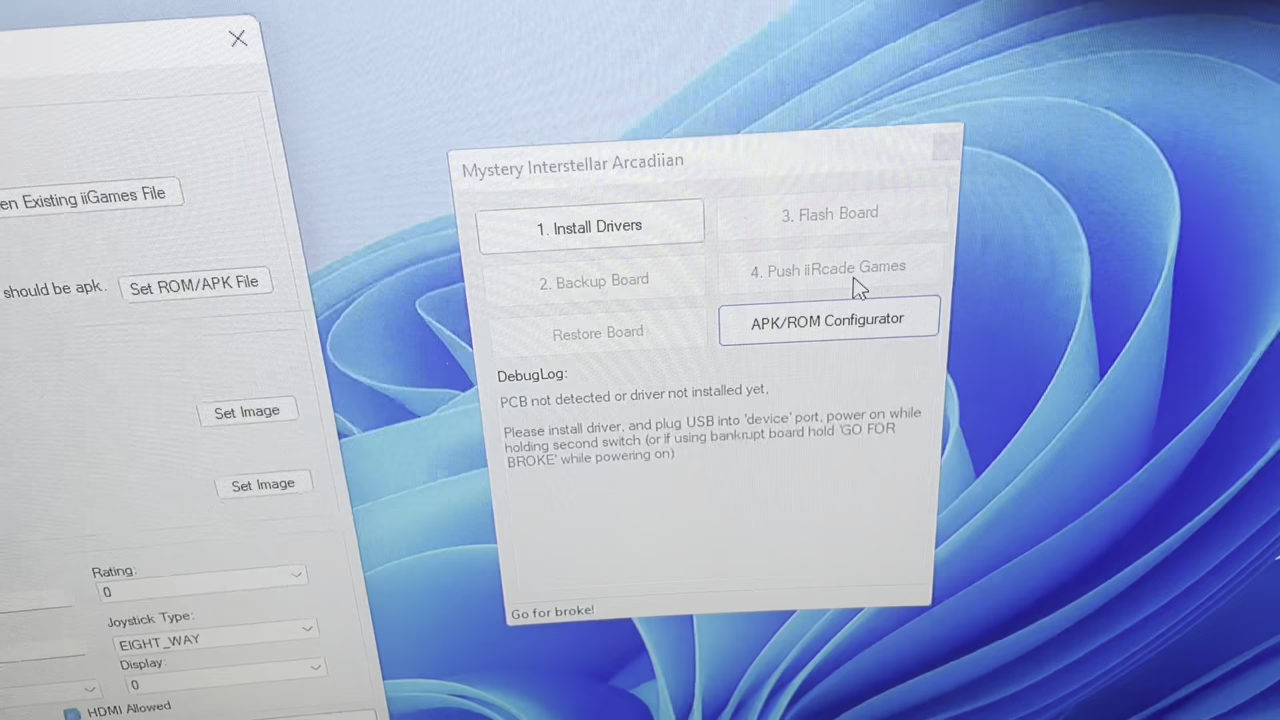 en Existing iiGames File
should be apk.
Set ROM/APK File
Set Image
Set Image
Rating:
0
Joystick Type:
EIGHT_WAY
Display:
0
HDMI Allowed
Mystery Interstellar Arcadiian
1. Install Drivers
3. Flash Board
2. Backup Board
4. Push iiRcade Games
Restore Board
APK/ROM Configurator
DebugLog:
PCB not detected or driver not installed yet,
Please install driver, and plug USB into 'device' port, power on while
holding second switch (or if using bankrupt board hold 'GO FOR
BROKE' while powering on)
Go for broke!